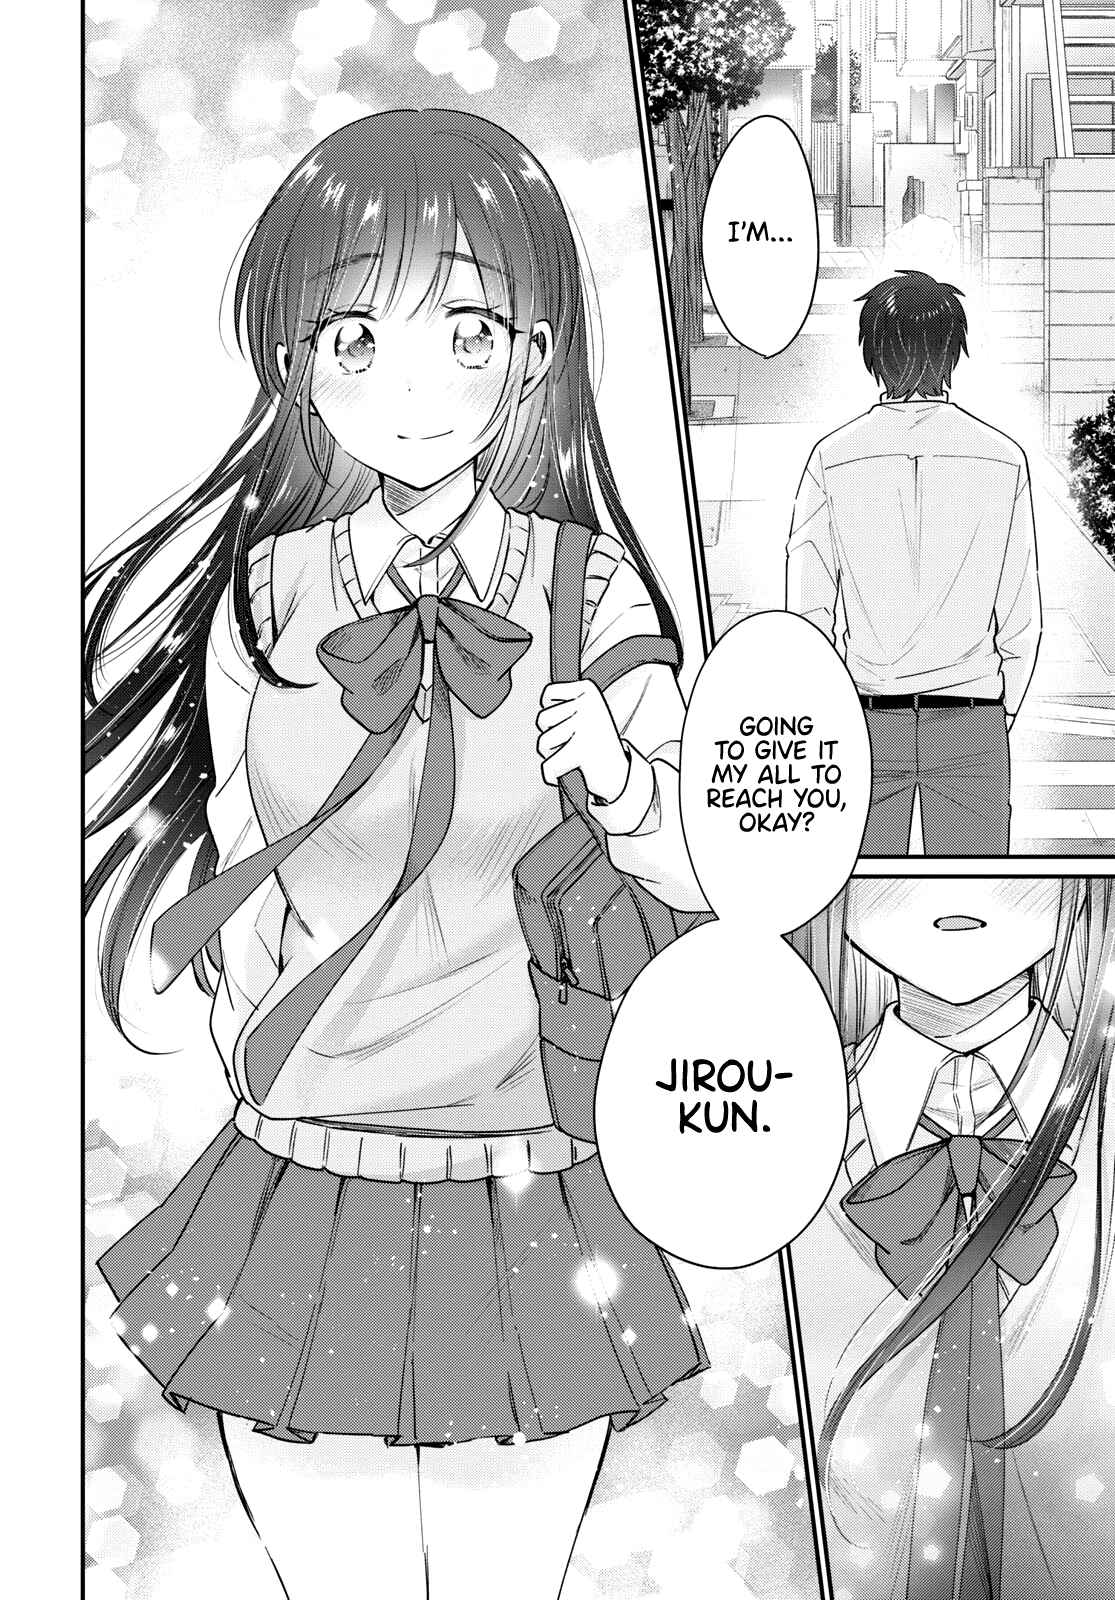 I'M...
GOING
TO GIVE IT
MY ALL TO
REACH YOU,
OKAY?
JIROU-
KUN.